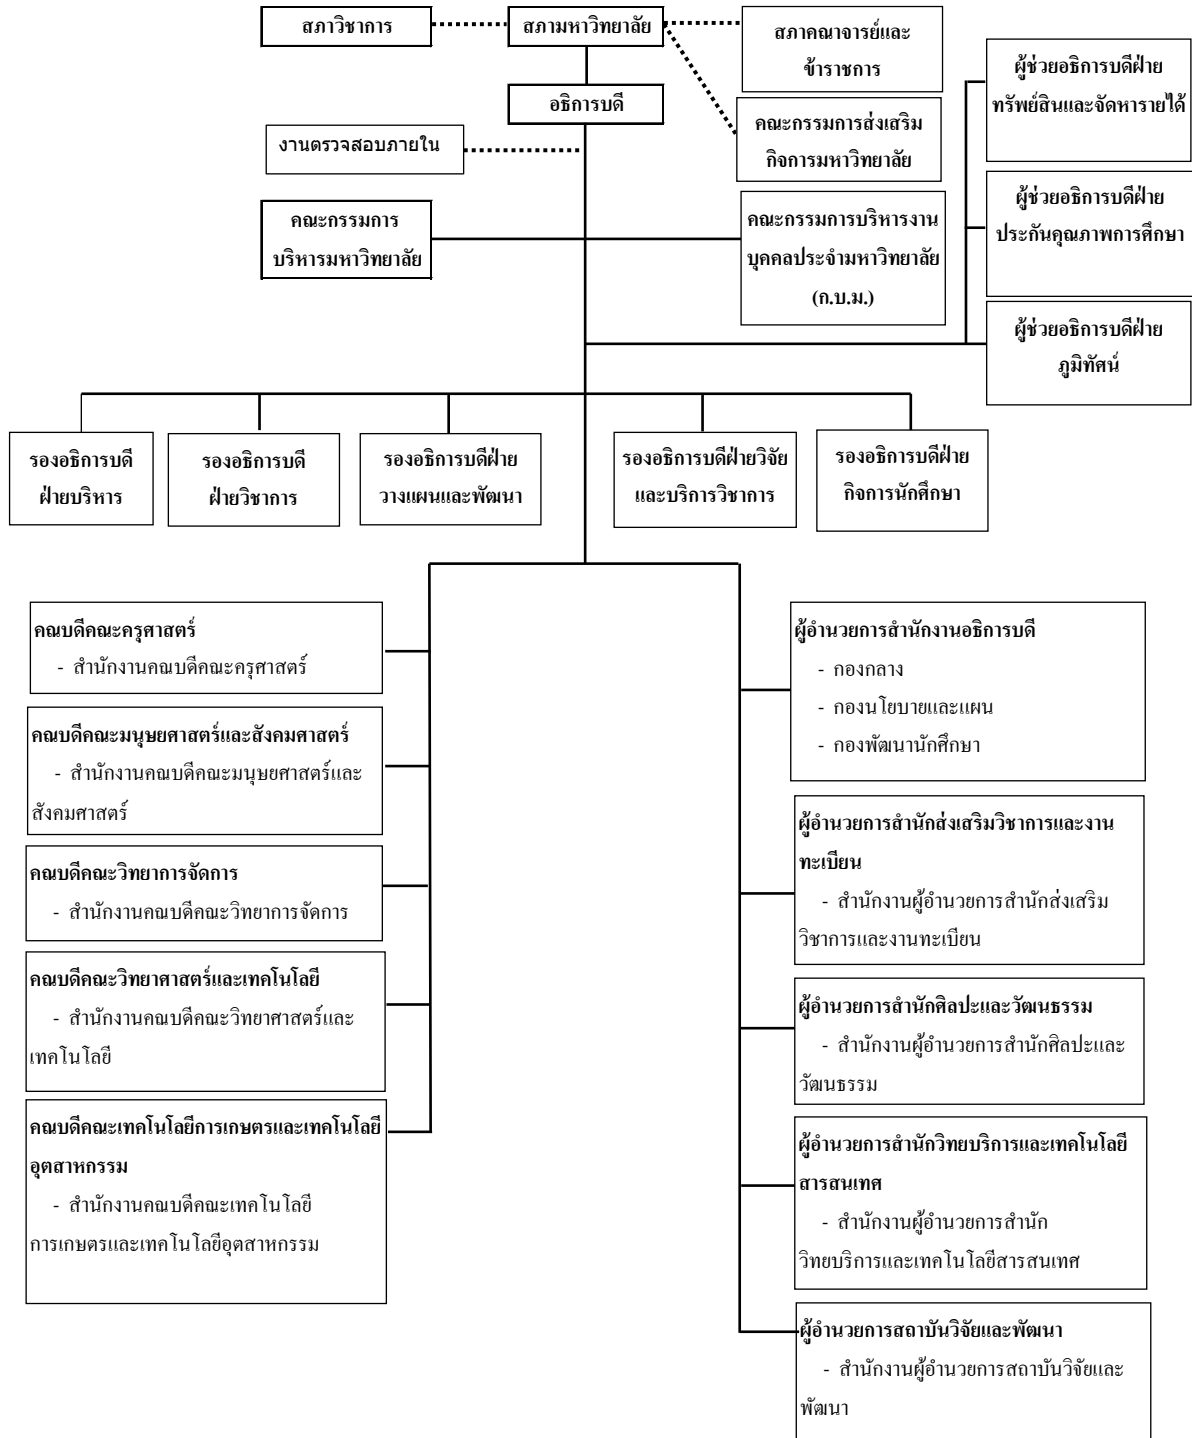 สภาวิชาการ
สภามหาวิทยาลัย
สภาคณาจารย์และ
ข้าราชการ
ผู้ช่วยอธิการบดีฝ่าย
ทรัพย์สินและจัดหารายได้
อธิการบดี
คณะกรรมการส่งเสริม
กิจการมหาวิทยาลัย
งานตรวจสอบภายใน
ผู้ช่วยอธิการบดีฝ่าย
ประกันคุณภาพการศึกษา
คณะกรรมการ
บริหารมหาวิทยาลัย
คณะกรรมการบริหารงาน
บุคคลประจำมหาวิทยาลัย
(ก.บ.ม.)
ผู้ช่วยอธิการบดีฝ่าย
ภูมิทัศน์
รองอธิการบดี
ฝ่ายบริหาร
รองอธิการบดี
ฝ่ายวิชาการ
รองอธิการบดีฝ่าย
วางแผนและพัฒนา
รองอธิการบดีฝ่ายวิจัย
และบริการวิชาการ
รองอธิการบดีฝ่าย
กิจการนักศึกษา
คณบดีคณะครุศาสตร์
- สำนักงานคณบดีคณะครุศาสตร์
คณบดีคณะมนุษยศาสตร์และสังคมศาสตร์
- สำนักงานคณบดีคณะมนุษยศาสตร์และ
สังคมศาสตร์
คณบดีคณะวิทยาการจัดการ
- สำนักงานคณบดีคณะวิทยาการจัดการ
คณบดีคณะวิทยาศาสตร์และเทคโนโลยี
- สำนักงานคณบดีคณะวิทยาศาสตร์และ
เทคโนโลยี
คณบดีคณะเทคโนโลยีการเกษตรและเทคโนโลยี
อุตสาหกรรม
- สำนักงานคณบดีคณะเทคโนโลยี
การเกษตรและเทคโนโลยีอุตสาหกรรม
ผู้อำนวยการสำนักงานอธิการบดี
- กองกลาง
- กองนโยบายและแผน
- กองพัฒนานักศึกษา
ผู้อำนวยการสำนักส่งเสริมวิชาการและงาน
ทะเบียน
- สำนักงานผู้อำนวยการสำนักส่งเสริม
วิชาการและงานทะเบียน
ผู้อำนวยการสำนักศิลปะและวัฒนธรรม
- สำนักงานผู้อำนวยการสำนักศิลปะและ
วัฒนธรรม
ผู้อำนวยการสำนักวิทยบริการและเทคโนโลยี
สารสนเทศ
- สำนักงานผู้อำนวยการสำนัก
วิทยบริการและเทคโนโลยีสารสนเทศ
ผู้อำนวยการสถาบันวิจัยและพัฒนา
- สำนักงานผู้อำนวยการสถาบันวิจัยและ
พัฒนา